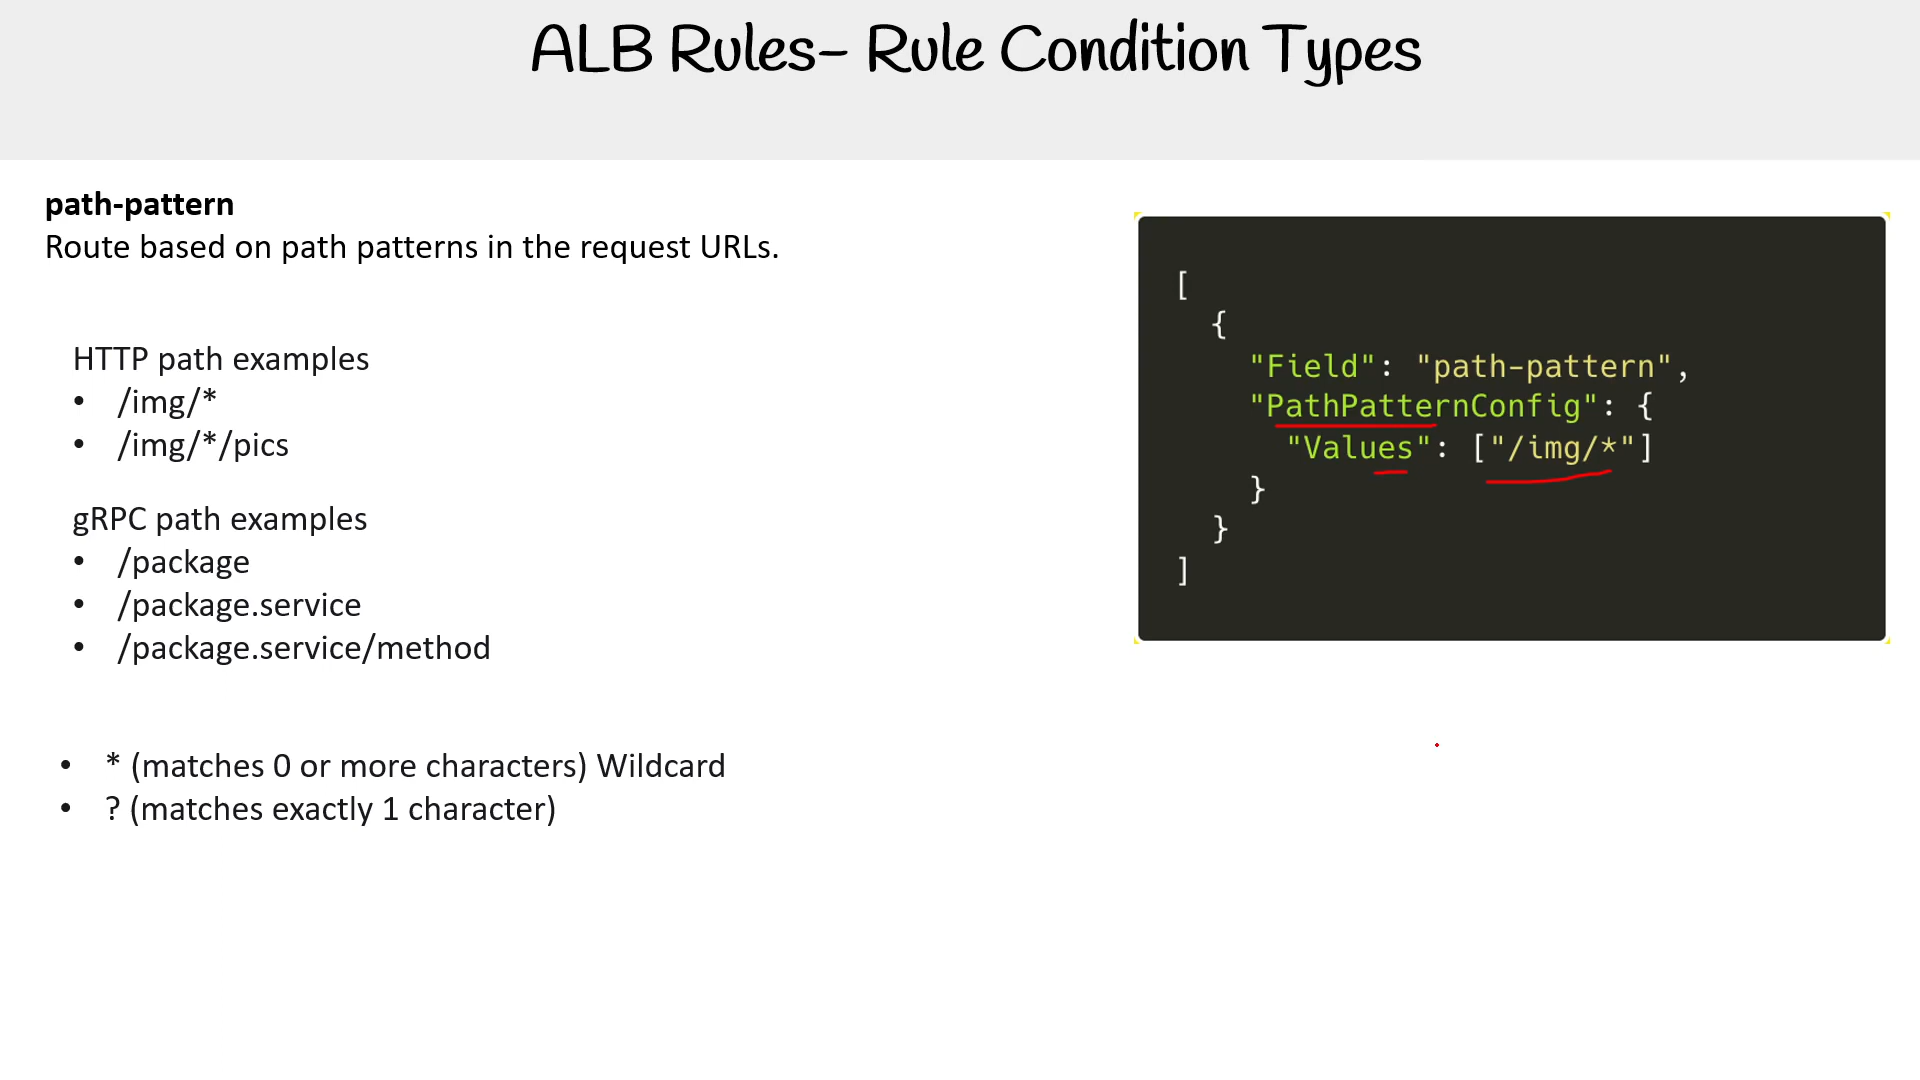 ALB Rules– Rule Condition Types
path-pattern
Route based on path patterns in the request URLs.
HTTP path examples
• /img/*
• /img/*/pics
gRPC path examples
• /package
• /package.service
• /package.service/method
• * (matches 0 or more characters) Wildcard
• ? (matches exactly 1 character)
[
{
"Field": "path-pattern",
"PathPatternConfig": {
"Values": ["/img/*"]
}
}
]